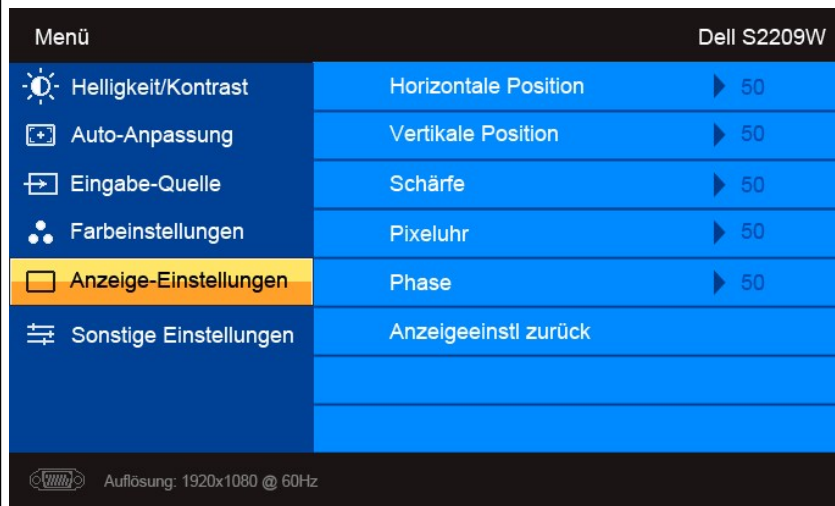 Menü Dell S2209W
Helligkeit/Kontrast Horizontale Position 50
Auto-Anpassung Vertikale Position 50
Eingabe-Quelle Schärfe 50
Farbeinstellungen Pixeluhr 50
Anzeige-Einstellungen Phase 50
Sonstige Einstellungen Anzeigeeinstl zurück
Auflösung: 1920x1080 @ 60Hz